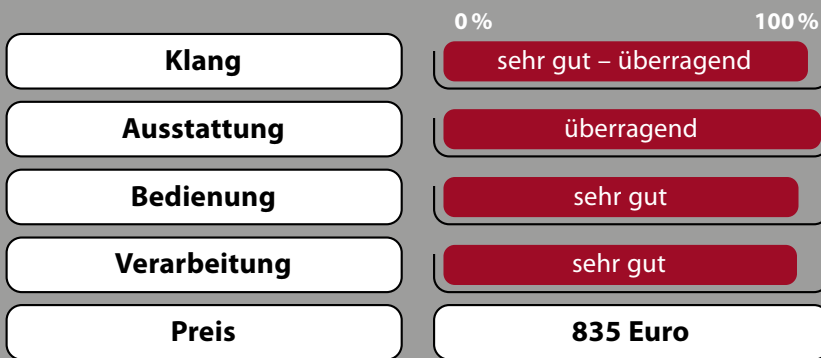 0 % 100 %
Klang sehr gut – überragend
Ausstattung überragend
Bedienung sehr gut
Verarbeitung sehr gut
Preis 835 Euro